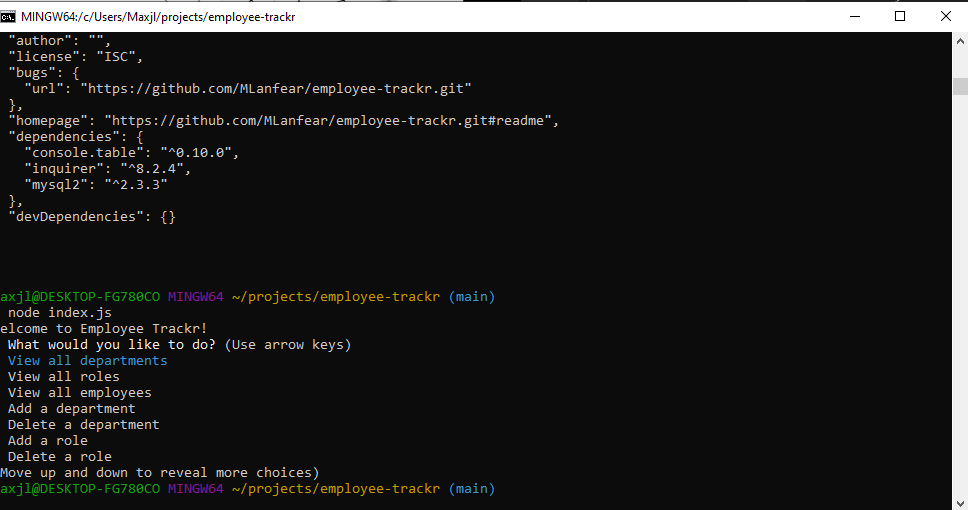 MINGW64:/c/Users/Maxjl/projects/employee-trackr
"author": "",
"license": "ISC",
"bugs": {
"url": "https://github.com/MLanfear/employee-trackr.git"
},
"homepage": "https://github.com/MLanfear/employee-trackr.git#readme",
"dependencies": {
"console.table": "^0.10.0",
"inquirer": "^8.2.4",
"mysql2": "^2.3.3"
},
"devDependencies": {}
axjl@DESKTOP-FG780CO MINGW64 ~/projects/employee-trackr (main)
node index.js
elcome to Employee Trackr!
What would you like to do? (Use arrow keys)
View all departments
View all roles
View all employees
Add a department
Delete a department
Add a role
Delete a role
Move up and down to reveal more choices)
axjl@DESKTOP-FG780CO MINGW64 ~/projects/employee-trackr (main)